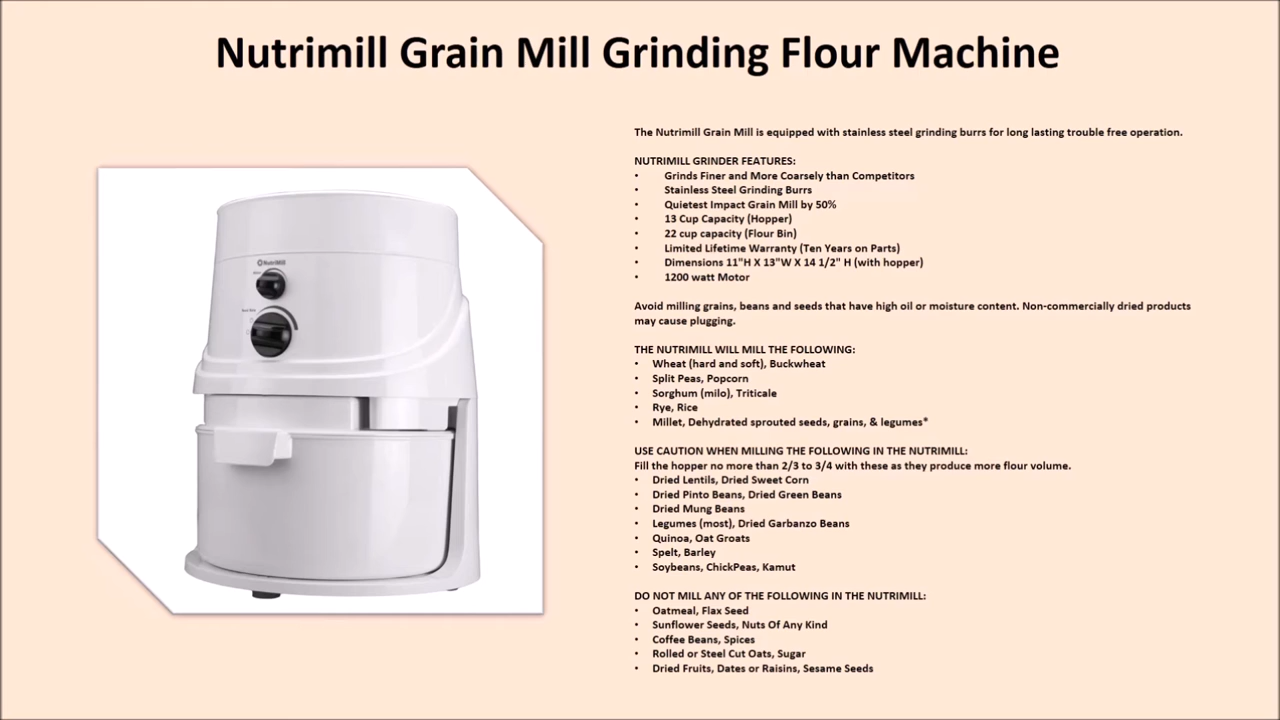 Nutrimill Grain Mill Grinding Flour Machine
The Nutrimill Grain Mill is equipped with stainless steel grinding burrs for long lasting trouble free operation.
NUTRIMILL GRINDER FEATURES:
• Grinds Finer and More Coarsely than Competitors
• Stainless Steel Grinding Burrs
• Quietest Impact Grain Mill by 50%
• 13 Cup Capacity (Hopper)
• 22 cup capacity (Flour Bin)
• Limited Lifetime Warranty (Ten Years on Parts)
• Dimensions 11"H X 13"W X 14 1/2" H (with hopper)
• 1200 watt Motor
Avoid milling grains, beans and seeds that have high oil or moisture content. Non-commercially dried products
may cause plugging.
THE NUTRIMILL WILL MILL THE FOLLOWING:
• Wheat (hard and soft), Buckwheat
• Split Peas, Popcorn
• Sorghum (milo), Triticale
• Rye, Rice
• Millet, Dehydrated sprouted seeds, grains, & legumes*
USE CAUTION WHEN MILLING THE FOLLOWING IN THE NUTRIMILL:
Fill the hopper no more than 2/3 to 3/4 with these as they produce more flour volume.
• Dried Lentils, Dried Sweet Corn
• Dried Pinto Beans, Dried Green Beans
• Dried Mung Beans
• Legumes (most), Dried Garbanzo Beans
• Quinoa, Oat Groats
• Spelt, Barley
• Soybeans, ChickPeas, Kamut
DO NOT MILL ANY OF THE FOLLOWING IN THE NUTRIMILL:
• Oatmeal, Flax Seed
• Sunflower Seeds, Nuts Of Any Kind
• Coffee Beans, Spices
• Rolled or Steel Cut Oats, Sugar
• Dried Fruits, Dates or Raisins, Sesame Seeds
NutriMill